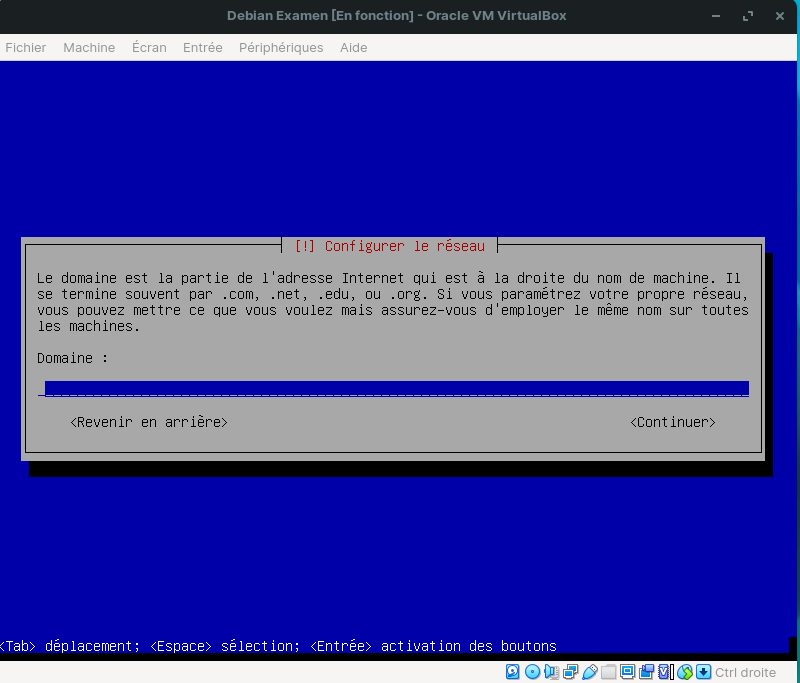 Debian Examen [En fonction] - Oracle VM VirtualBox
Fichier Machine Écran Entrée Périphériques Aide
[!] Configurer le réseau
Le domaine est la partie de l'adresse Internet qui est à la droite du nom de machine. Il
se termine souvent par .com, .net, .edu, ou .org. Si vous paramétrez votre propre réseau,
vous pouvez mettre ce que vous voulez mais assurez-vous d'employer le même nom sur toutes
les machines.
Domaine :
<Revenir en arrière> <Continuer>
<Tab> déplacement; <Espace> sélection; <Entrée> activation des boutons
Ctrl droite